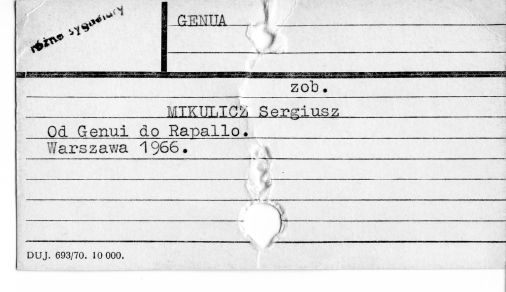 różne sygnatury
GENUA
zob.
MIKULICZ Sergiusz
Od Genui do Rapallo.
Warszawa 1966.
DUJ. 693/70. 10 000.